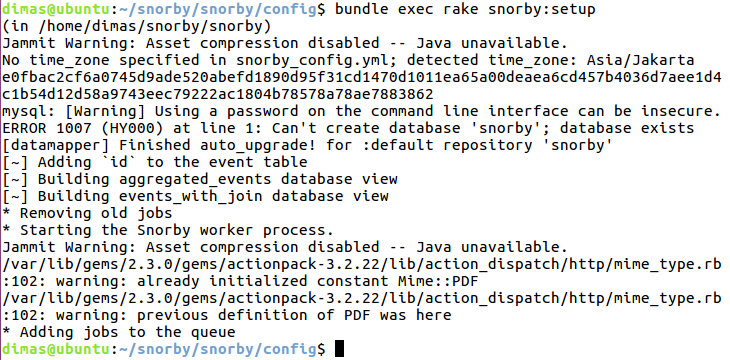 dimas@ubuntu:~/snorby/snorby/config$ bundle exec rake snorby:setup
(in /home/dimas/snorby/snorby)
Jammit Warning: Asset compression disabled -- Java unavailable.
No time_zone specified in snorby_config.yml; detected time_zone: Asia/Jakarta
e0fbac2cf6a0745d9ade520abefd1890d95f31cd1470d1011ea65a00deaea6cd457b4036d7aee1d4
c1b54d12d58a9743eec79222ac1804b78578a78ae7883862
mysql: [Warning] Using a password on the command line interface can be insecure.
ERROR 1007 (HY000) at line 1: Can't create database 'snorby'; database exists
[datamapper] Finished auto_upgrade! for :default repository 'snorby'
[~] Adding `id` to the event table
[~] Building aggregated_events database view
[~] Building events_with_join database view
* Removing old jobs
* Starting the Snorby worker process.
Jammit Warning: Asset compression disabled -- Java unavailable.
/var/lib/gems/2.3.0/gems/actionpack-3.2.22/lib/action_dispatch/http/mime_type.rb
:102: warning: already initialized constant Mime::PDF
/var/lib/gems/2.3.0/gems/actionpack-3.2.22/lib/action_dispatch/http/mime_type.rb
:102: warning: previous definition of PDF was here
* Adding jobs to the queue
dimas@ubuntu:~/snorby/snorby/config$